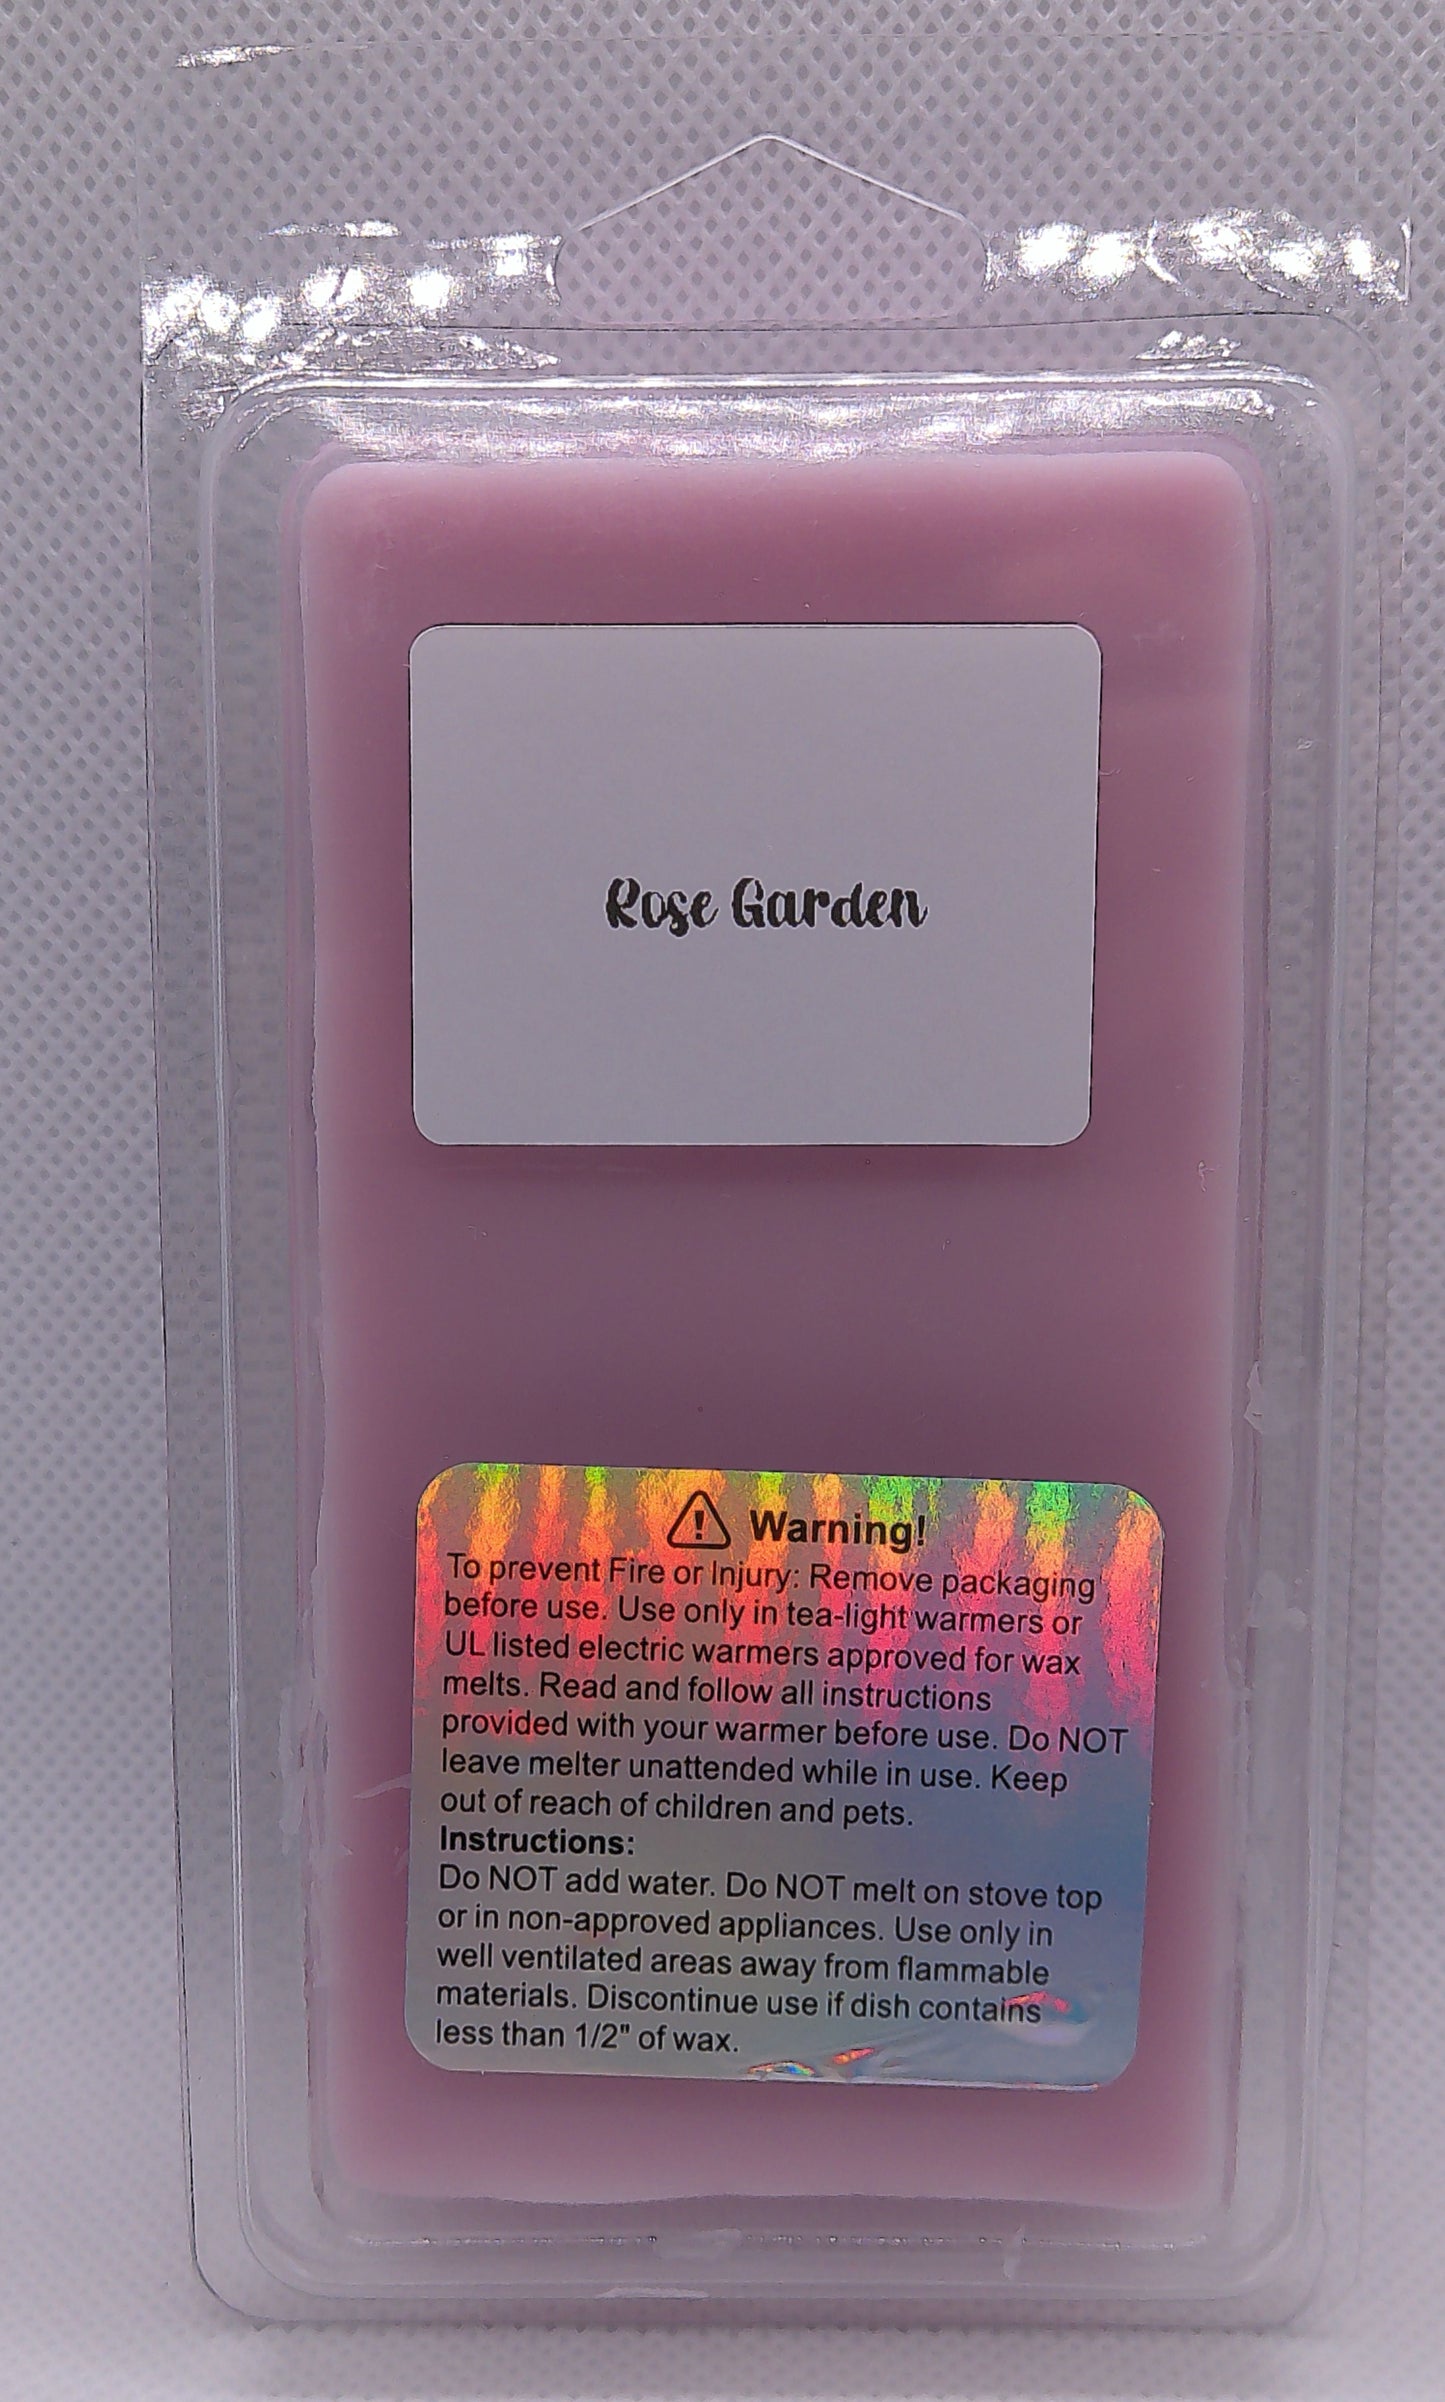 Rose Garden
Warning!
To prevent Fire or Injury: Remove packaging
before use. Use only in tea-light warmers or
UL listed electric warmers approved for wax
melts. Read and follow all instructions
provided with your warmer before use. Do NOT
leave melter unattended while in use. Keep
out of reach of children and pets.
Instructions:
Do NOT add water. Do NOT melt on stove top
or in non-approved appliances. Use only in
well ventilated areas away from flammable
materials. Discontinue use if dish contains
less than 1/2" of wax.